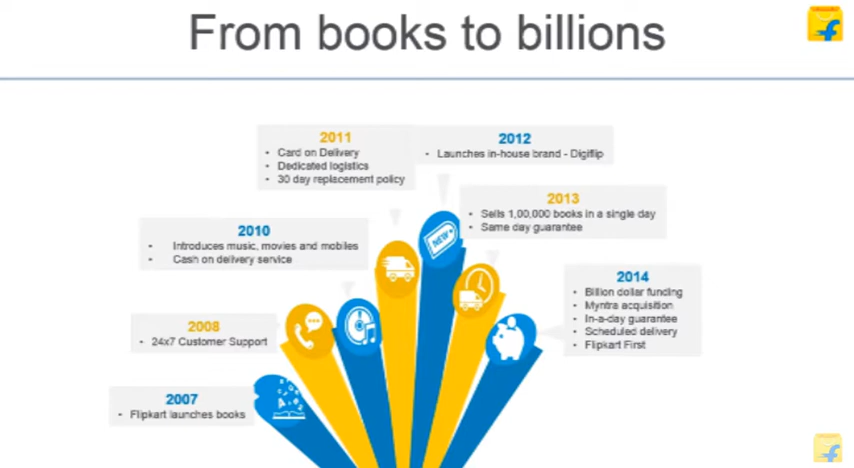 From books to billions
2011
• Card on Delivery
• Dedicated logistics
• 30 day replacement policy
2012
• Launches in-house brand - Digiflip
2013
• Sells 1,00,000 books in a single day
• Same day guarantee
2010
• Introduces music, movies and mobiles
• Cash on delivery service
2014
• Billion dollar funding
• Myntra acquisition
• In-a-day guarantee
• Scheduled delivery
• Flipkart First
2008
• 24x7 Customer Support
2007
• Flipkart launches books
NEW
f
f